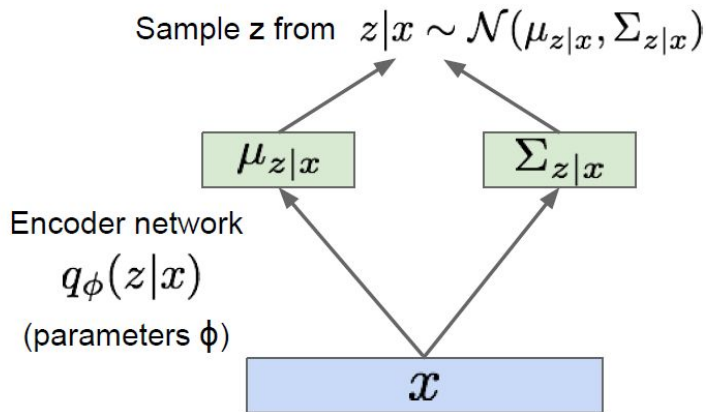 Sample z from z|x ∼ 𝒩(μ_{z|x}, Σ_{z|x})
μ_{z|x}
Σ_{z|x}
Encoder network
q_ϕ(z|x)
(parameters ϕ)
x